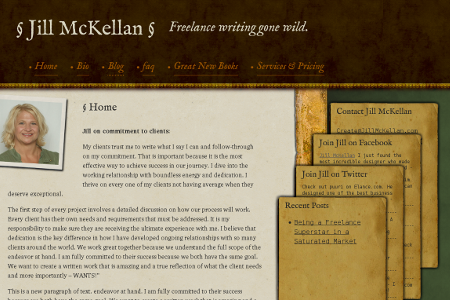 § Jill McKellan §
Freelance writing gone wild.
• Home • Bio • Blog • faq • Great New Books • Services & Pricing
§ Home
Jill on commitment to clients:
My clients trust me to write what I say I can and follow-through
on my commitment. That is important because it is the most
effective way to achieve success in our journey. I dive into the
working relationship with boundless energy and dedication. I
thrive on every one of my clients not having average when they
deserve exceptional.
The first step of every project involves a detailed discussion on how our process will work.
Every client has their own needs and requirements that must be addressed. It is my
responsibility to make sure they are receiving the ultimate experience with me. I believe that
dedication is the key difference in how I have developed ongoing relationships with so many
clients around the world. We work great together because we understand the full scope of the
endeavor at hand. I am fully committed to their success because we both have the same goal.
We want to create a written work that is amazing and a true reflection of what the client needs
and more importantly – WANTS!"
This is a new paragraph of text. endeavor at hand. I am fully committed to their success
Contact Jill McKellan
Create@JillMcKellan.com
Join Jill on Facebook
"Jill McKellan I just found the
most incredible designer who made
Join Jill on Twitter
Check out pours on Elance.com. He
designed one of the best business
Recent Posts
• Being a Freelance
Superstar in a
Saturated Market